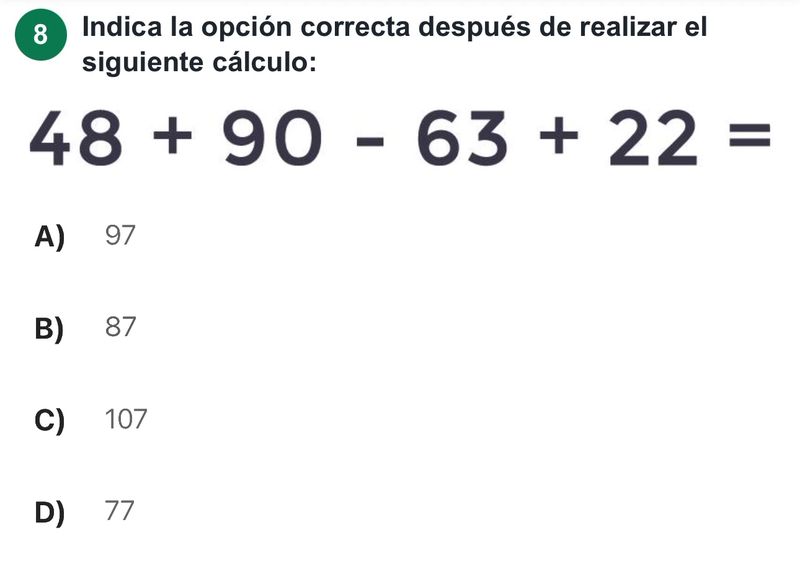 8 Indica la opción correcta después de realizar el
siguiente cálculo:
48 + 90 - 63 + 22 =
A) 97
B) 87
C) 107
D) 77